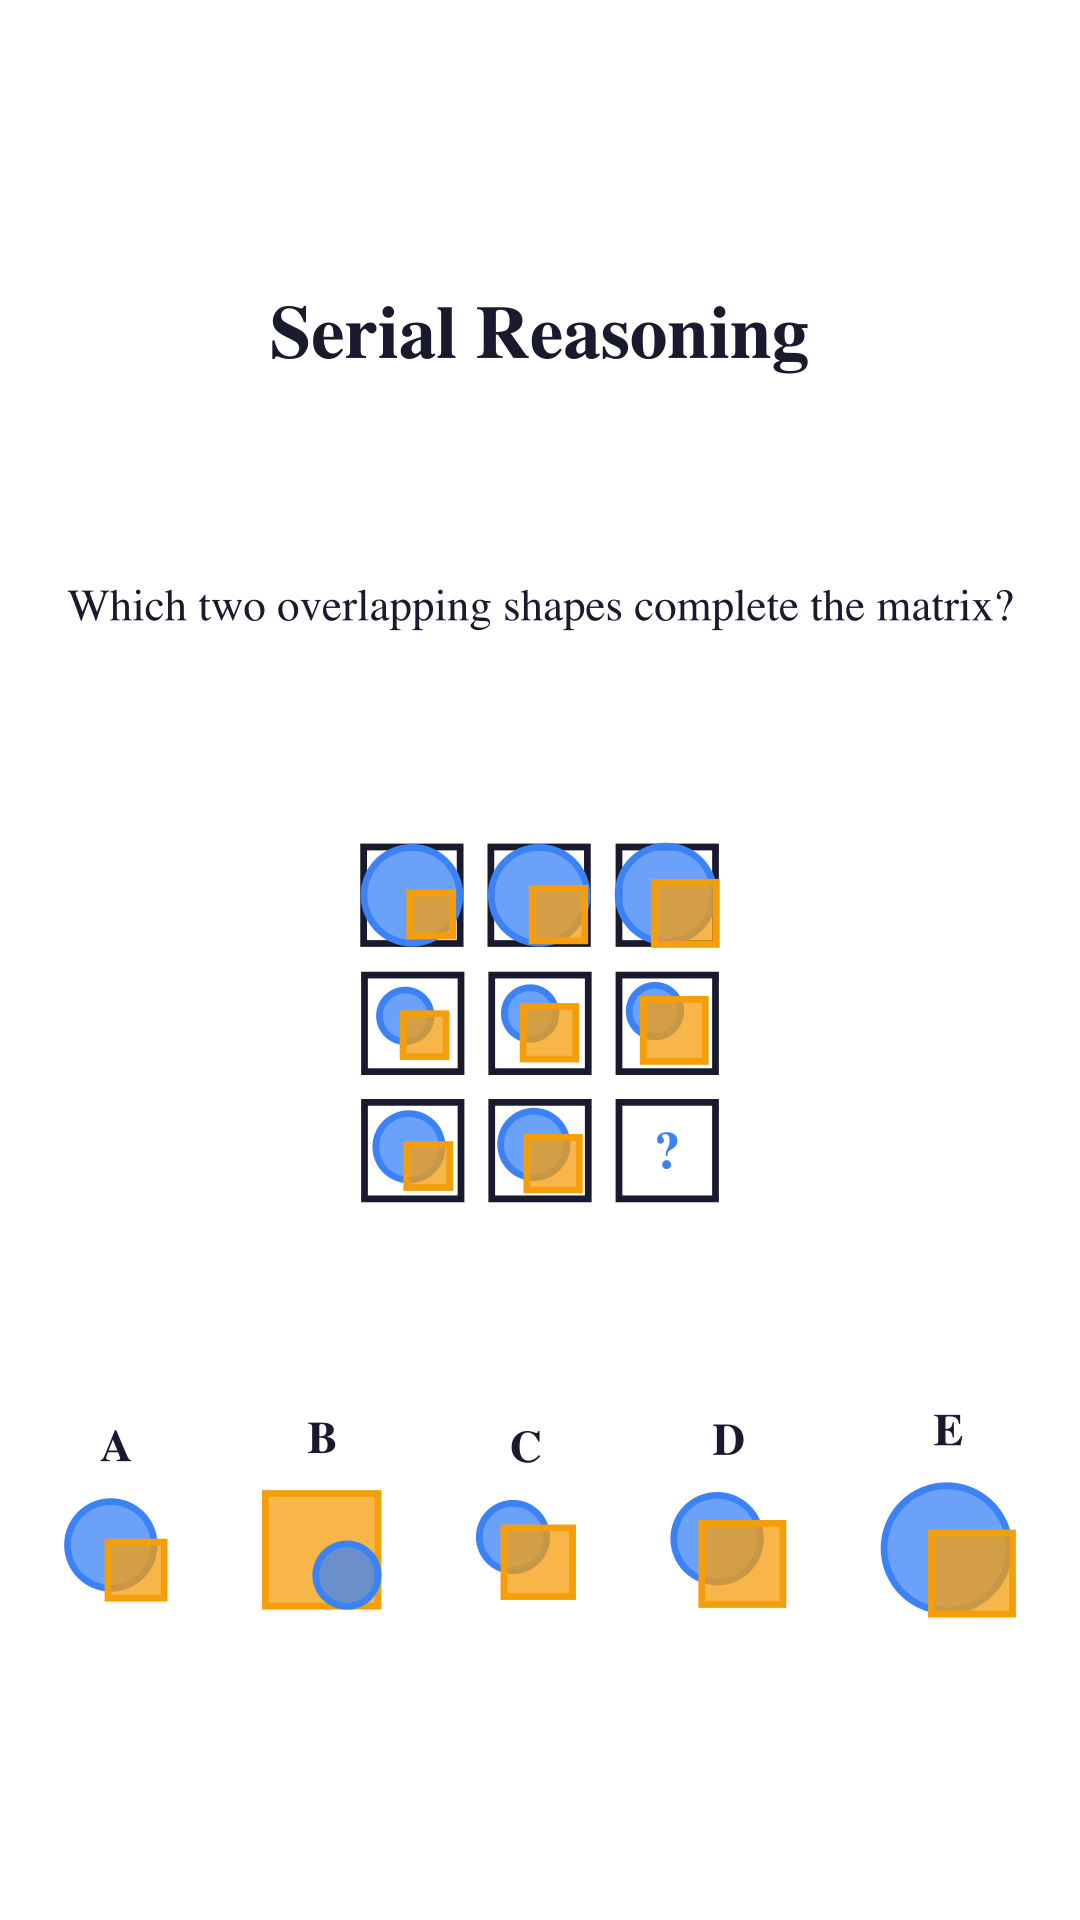 Serial Reasoning
Which two overlapping shapes complete the matrix?
?
A B C D E